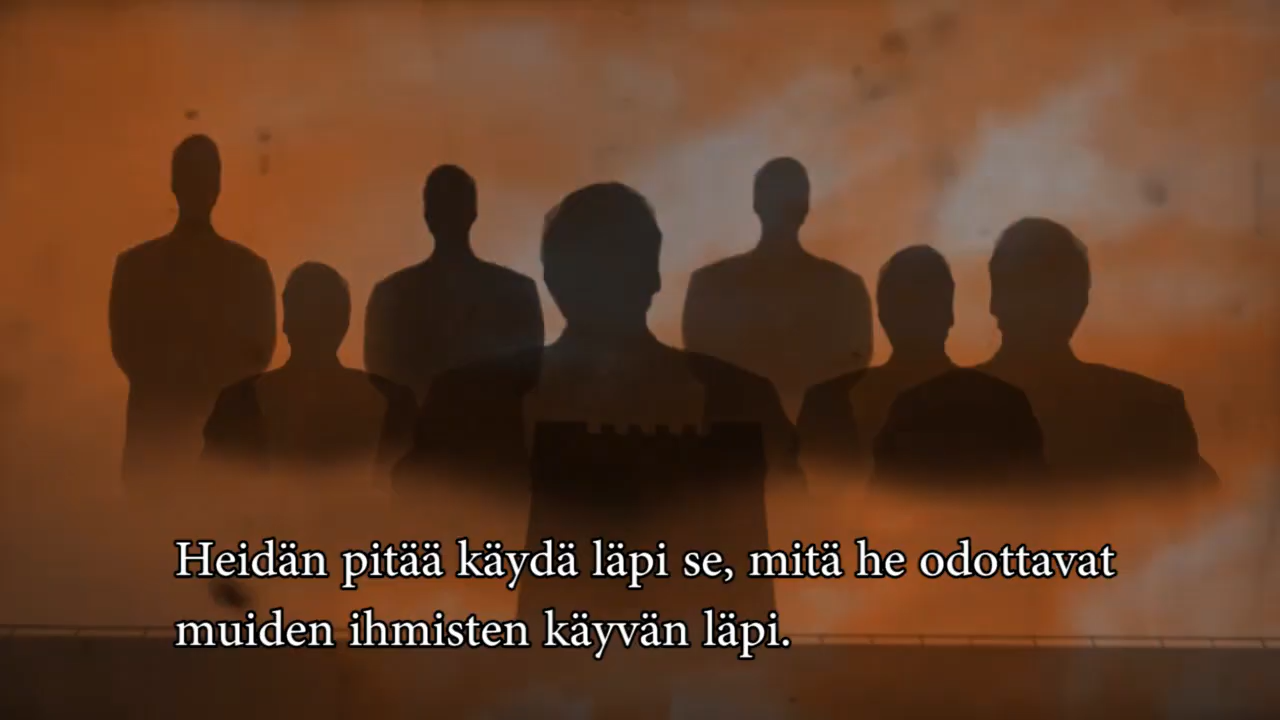 Heidän pitää käydä läpi se, mitä he odottavat
muiden ihmisten käyvän läpi.